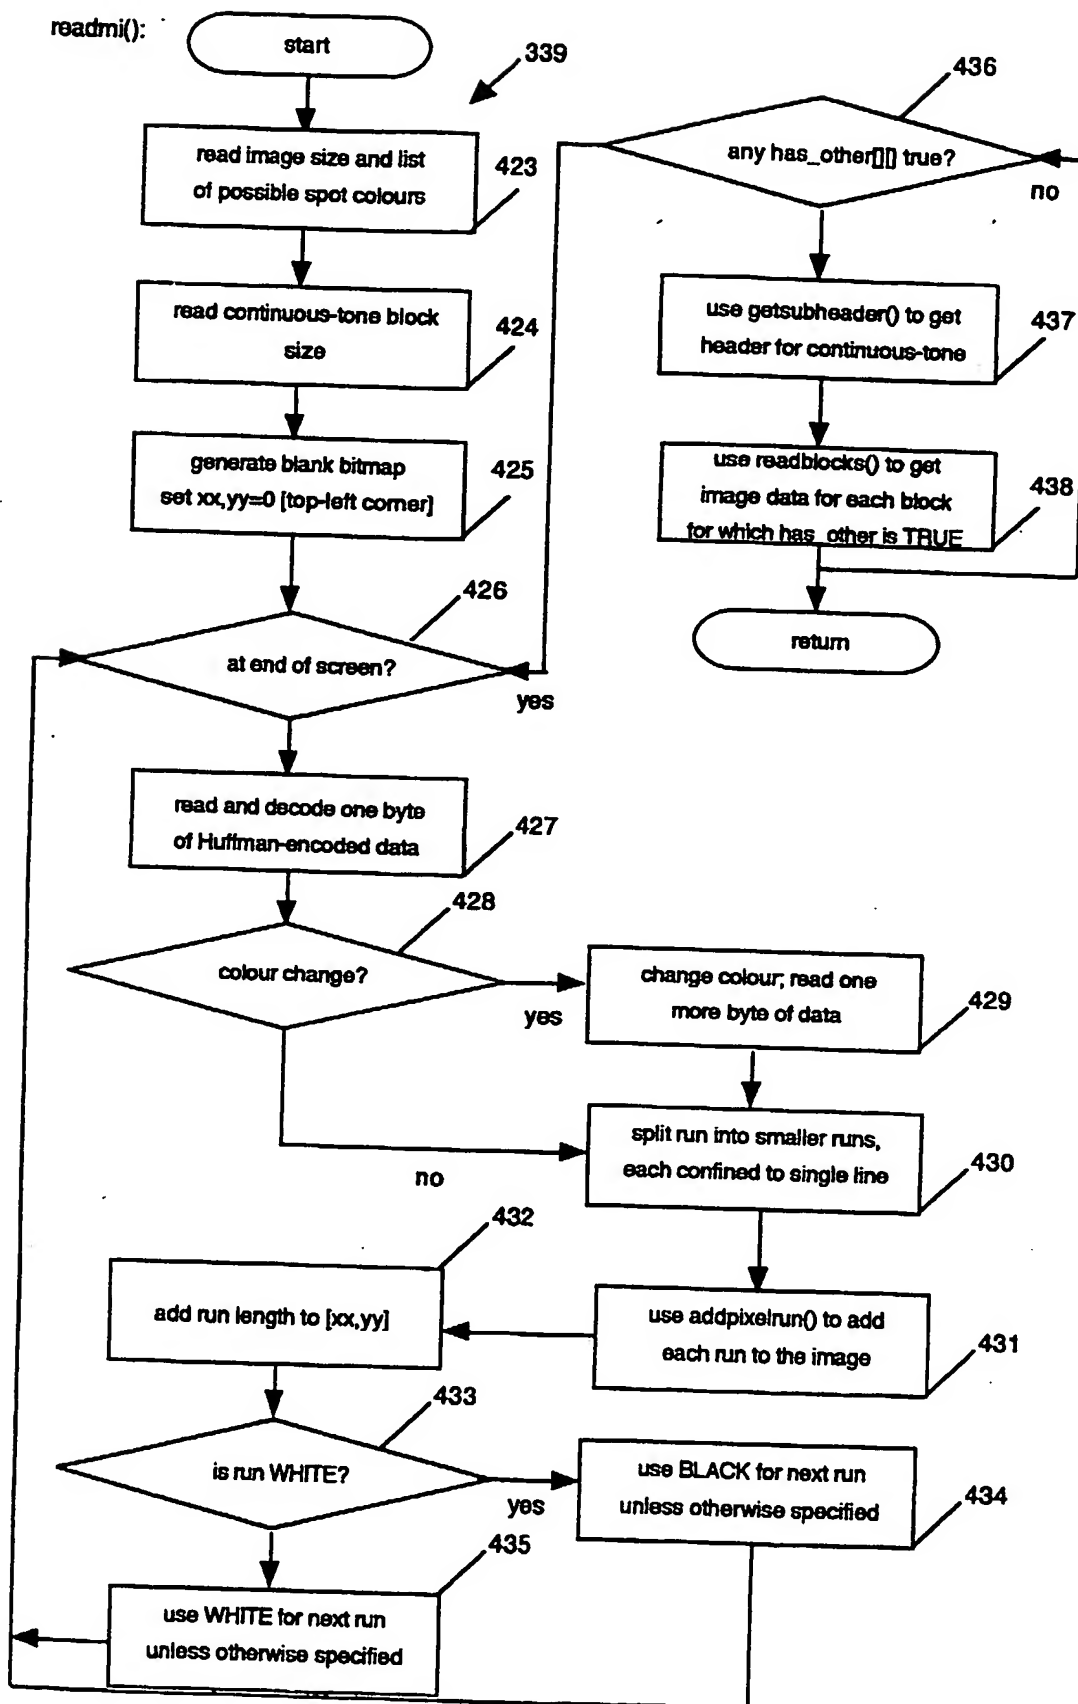 readmi():
start
339
read image size and list
of possible spot colours
423
read continuous-tone block
size
424
generate blank bitmap
set xx,yy=0 [top-left corner]
425
426
at end of screen?
yes
read and decode one byte
of Huffman-encoded data
427
428
colour change?
yes
no
change colour; read one
more byte of data
429
split run into smaller runs,
each confined to single line
430
use addpixelrun() to add
each run to the image
431
432
add run length to [xx,yy]
433
is run WHITE?
yes
use BLACK for next run
unless otherwise specified
434
435
use WHITE for next run
unless otherwise specified
436
any has_other[][] true?
no
use getsubheader() to get
header for continuous-tone
437
use readblocks() to get
image data for each block
for which has_other is TRUE
438
return